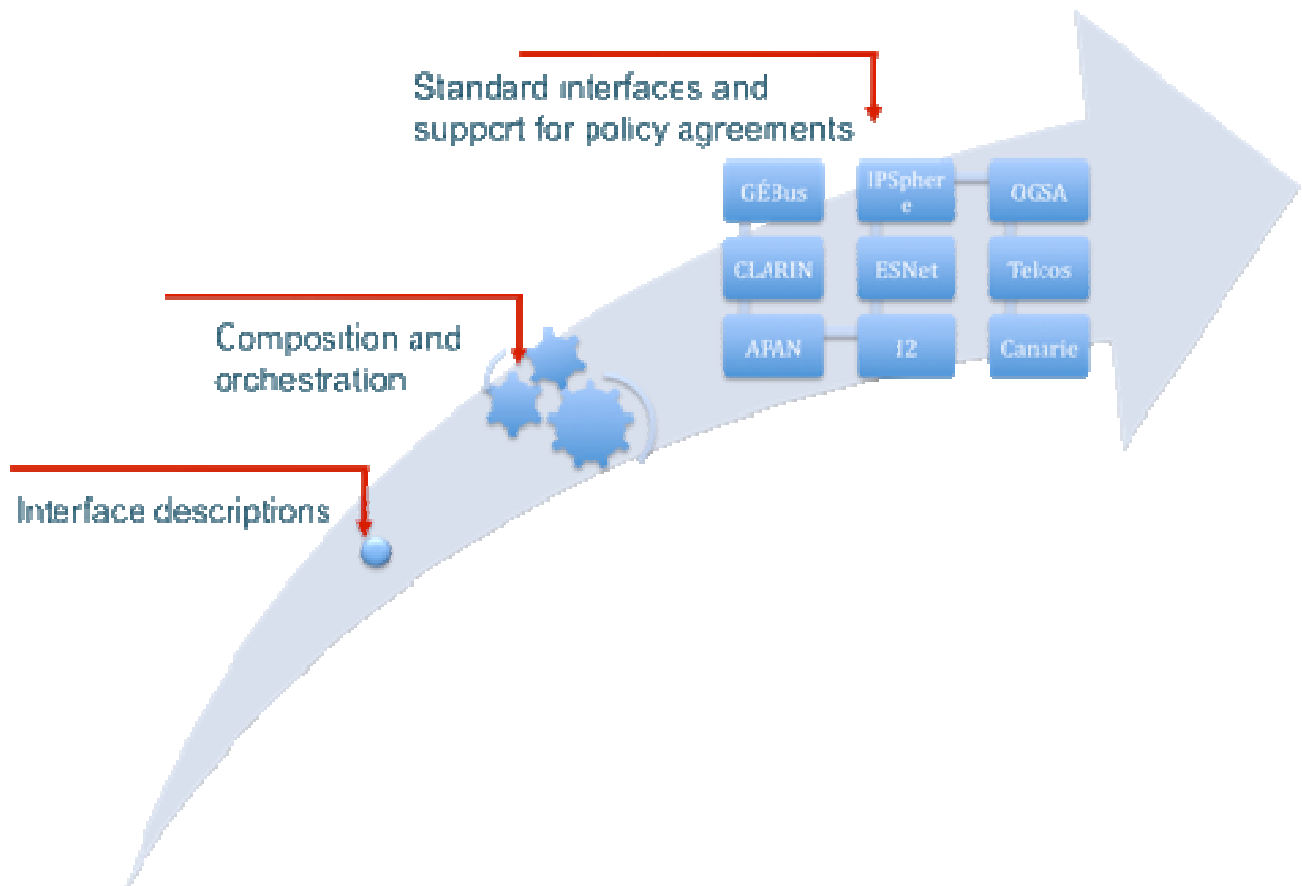 Standard interfaces and
support for policy agreements
GÉBus
IPSpher
e
OGSA
CLARIN
ESNet
Telcos
APAN
I2
Canarie
Composition and
orchestration
Interface descriptions